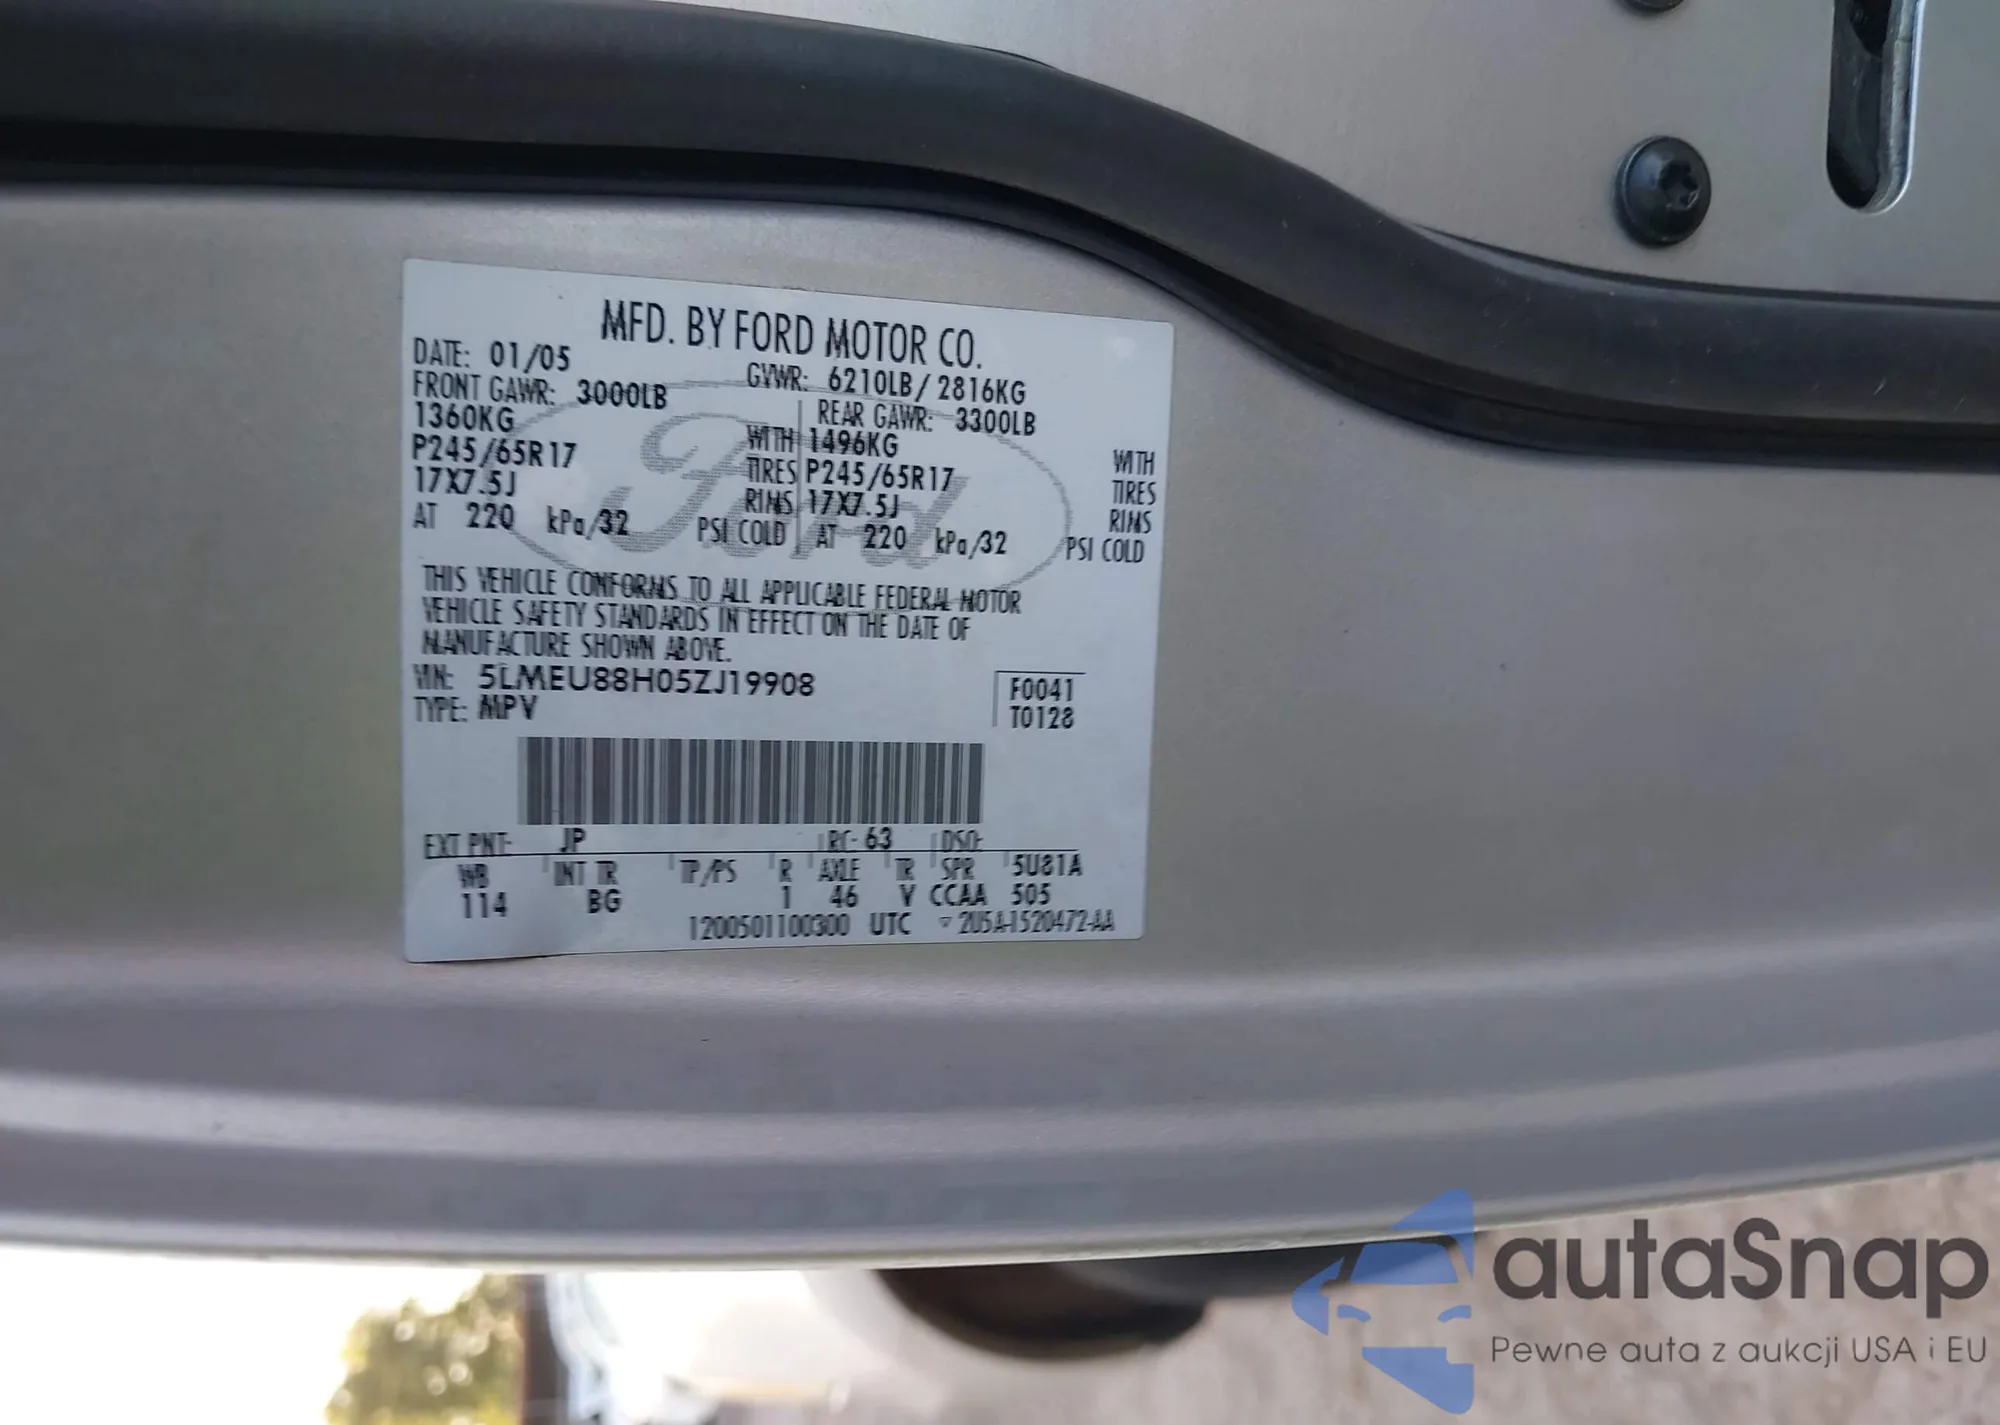 MFD. BY FORD MOTOR CO.
DATE: 01/05
GVWR: 6210LB/ 2816KG
FRONT GAWR: 3000LB
REAR GAWR: 3300LB
1360KG WITH
1496KG WITH
P245/65R17 TIRES
P245/65R17 TIRES
17X7.5J RIMS
17X7.5J RIMS
AT 220 kPa/32 PSI COLD
AT 220 kPa/32 PSI COLD
Ford
THIS VEHICLE CONFORMS TO ALL APPLICABLE FEDERAL MOTOR
VEHICLE SAFETY STANDARDS IN EFFECT ON THE DATE OF
MANUFACTURE SHOWN ABOVE.
VIN: 5LMEU88H05ZJ19908
TYPE: MPV
F0041
T0128
EXT PNT: JP RC: 63 DSO:
WB INT TR TP/PS R AXLE TR SPR 5U81A
114 BG 1 46 V CCAA 505
1200501100300 UTC ▽ 2U5A-1520472-AA
autaSnap
Pewne auta z aukcji USA i EU